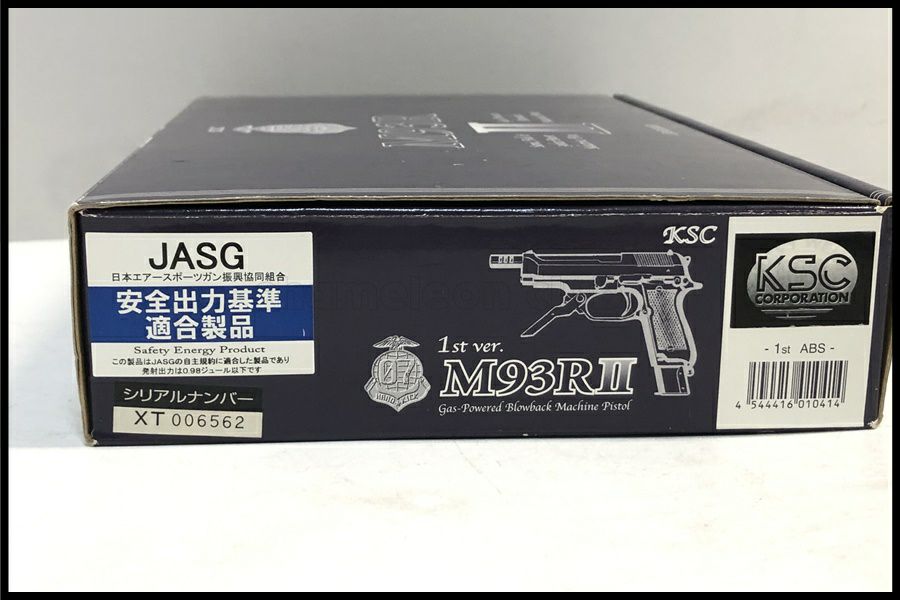 M93R
II
JASG
日本エアースポーツガン振興協同組合
安全出力基準
適合製品
Safety Energy Product
この製品はJASGの自主規約に適合した製品であり
発射出力は0.98ジュール以下です
シリアルナンバー
XT 006562
KSC
07
HARD KICK
1st ver.
M93RII
Gas-Powered Blowback Machine Pistol
KSC
CORPORATION
- 1st ABS -
4 544416 010414